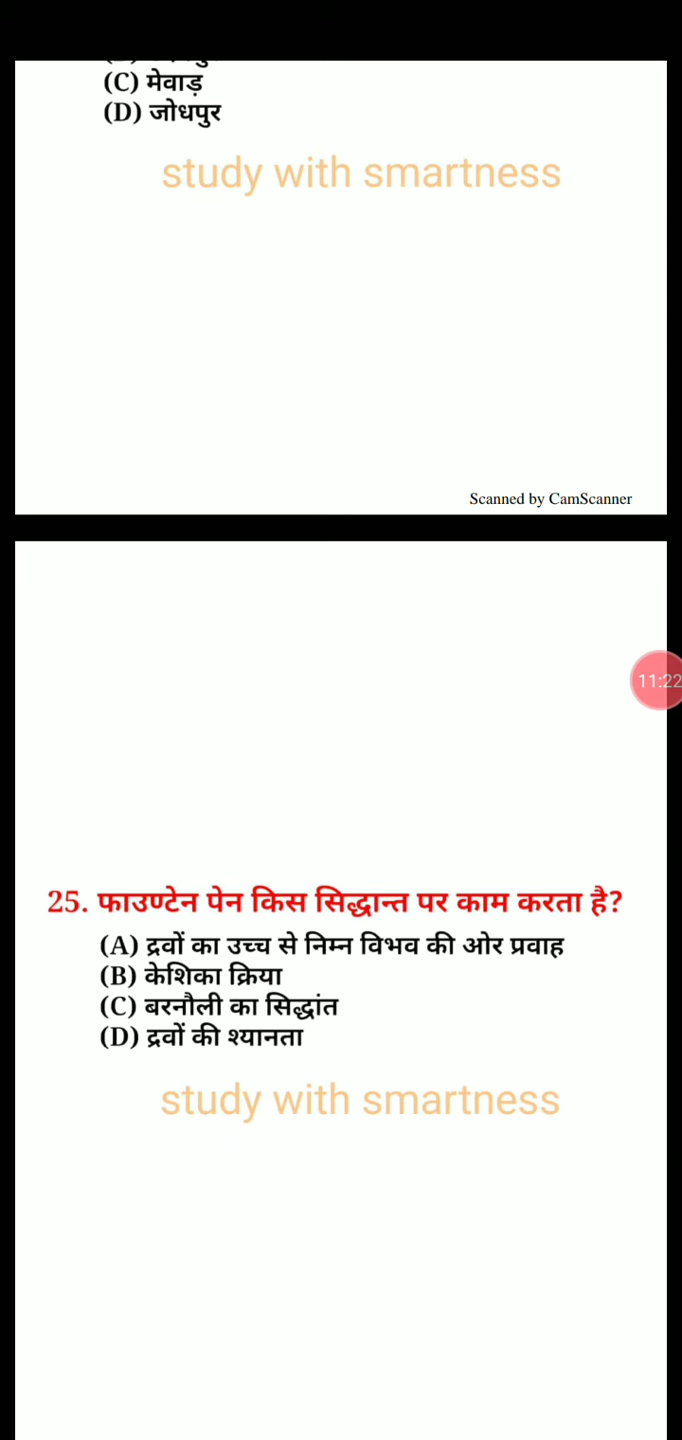 (C) मेवाड़
(D) जोधपुर
study with smartness
Scanned by CamScanner
11:22
25. फाउण्टेन पेन किस सिद्धान्त पर काम करता है?
(A) द्रवों का उच्च से निम्न विभव की ओर प्रवाह
(B) केशिका क्रिया
(C) बरनौली का सिद्धांत
(D) द्रवों की श्यानता
study with smartness